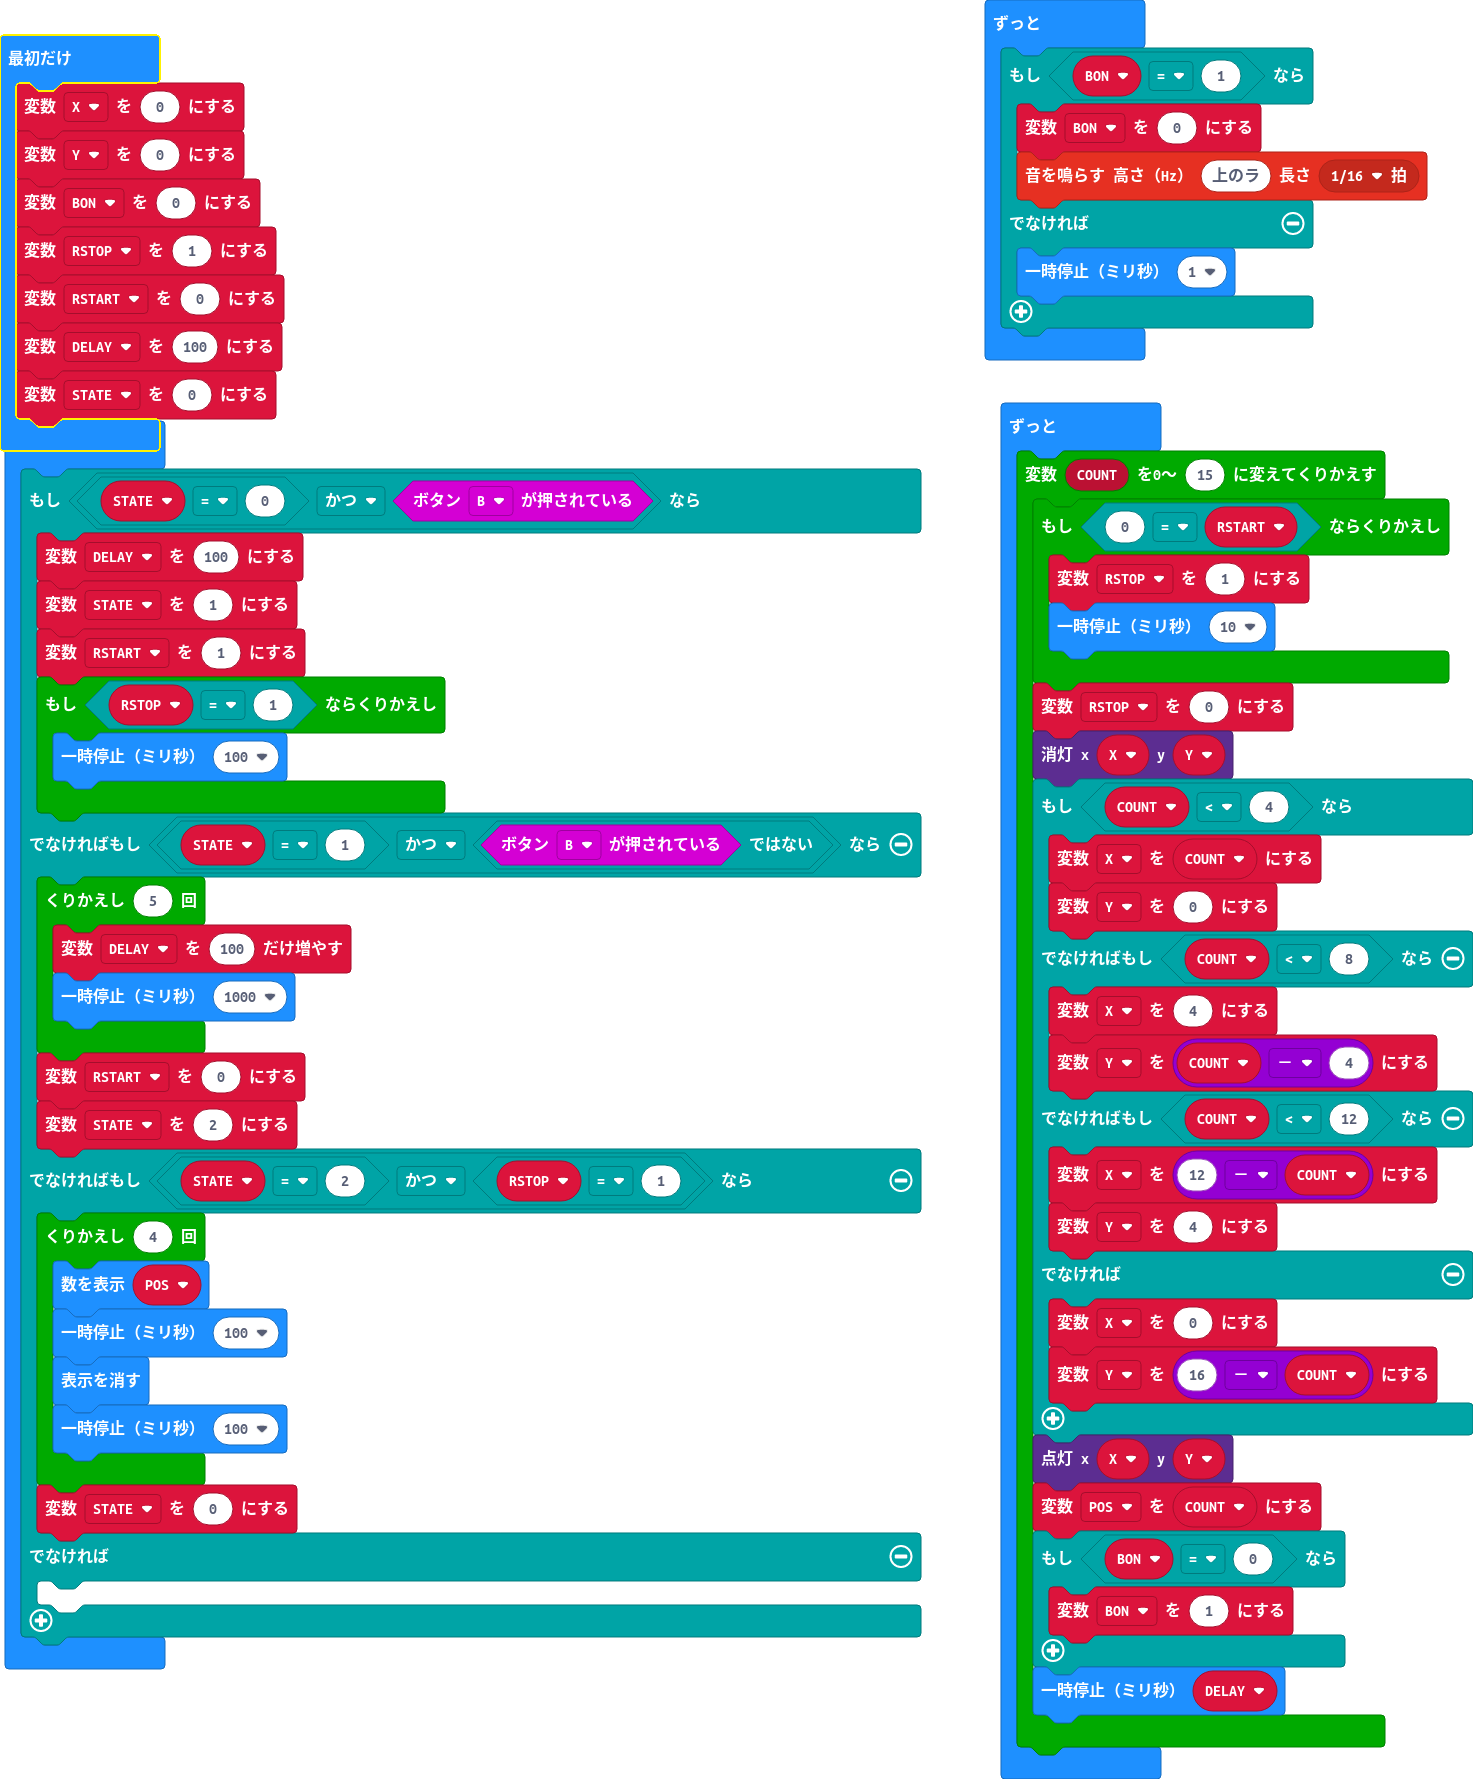 最初だけ
変数 X を 0 にする
変数 Y を 0 にする
変数 BON を 0 にする
変数 RSTOP を 1 にする
変数 RSTART を 0 にする
変数 DELAY を 100 にする
変数 STATE を 0 にする
もし STATE = 0 かつ ボタン B が押されている なら
変数 DELAY を 100 にする
変数 STATE を 1 にする
変数 RSTART を 1 にする
もし RSTOP = 1 ならくりかえし
一時停止（ミリ秒） 100
でなければもし STATE = 1 かつ ボタン B が押されている ではない なら
くりかえし 5 回
変数 DELAY を 100 だけ増やす
一時停止（ミリ秒） 1000
変数 RSTART を 0 にする
変数 STATE を 2 にする
でなければもし STATE = 2 かつ RSTOP = 1 なら
くりかえし 4 回
数を表示 POS
一時停止（ミリ秒） 100
表示を消す
一時停止（ミリ秒） 100
変数 STATE を 0 にする
でなければ
ずっと
もし BON = 1 なら
変数 BON を 0 にする
音を鳴らす 高さ（Hz） 上のラ 長さ 1/16 拍
でなければ
一時停止（ミリ秒） 1
ずっと
変数 COUNT を0～ 15 に変えてくりかえす
もし 0 = RSTART ならくりかえし
変数 RSTOP を 1 にする
一時停止（ミリ秒） 10
変数 RSTOP を 0 にする
消灯 x X y Y
もし COUNT < 4 なら
変数 X を COUNT にする
変数 Y を 0 にする
でなければもし COUNT < 8 なら
変数 X を 4 にする
変数 Y を COUNT - 4 にする
でなければもし COUNT < 12 なら
変数 X を 12 - COUNT にする
変数 Y を 4 にする
でなければ
変数 X を 0 にする
変数 Y を 16 - COUNT にする
点灯 x X y Y
変数 POS を COUNT にする
もし BON = 0 なら
変数 BON を 1 にする
一時停止（ミリ秒） DELAY